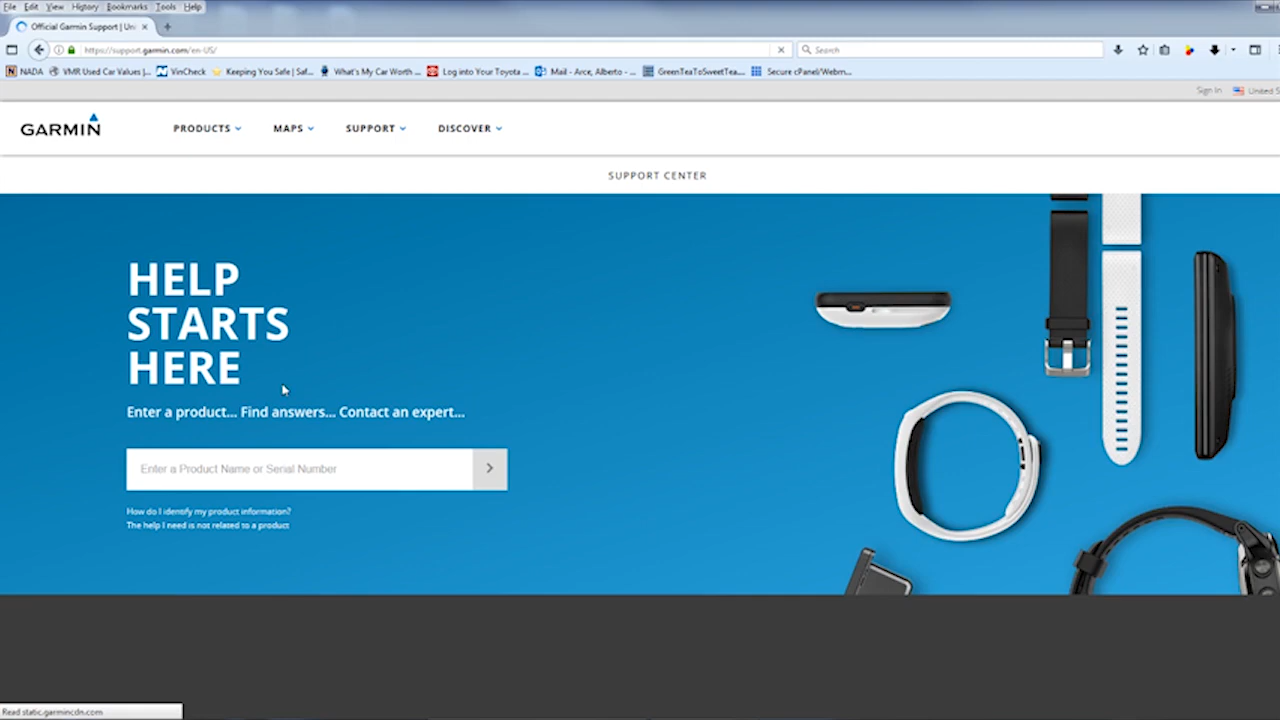 File Edit View History Bookmarks Tools Help
Official Garmin Support | Uni
https://support.garmin.com/en-US/
Search
NADA VMR Used Car Values |... VinCheck Keeping You Safe | Saf... What's My Car Worth ... Log into Your Toyota ... Mail - Arce, Alberto - ... GreenTeaToSweetTea.... Secure cPanel/Webm...
Sign In United S
GARMIN PRODUCTS MAPS SUPPORT DISCOVER
SUPPORT CENTER
HELP
STARTS
HERE
Enter a product... Find answers... Contact an expert...
Enter a Product Name or Serial Number
How do I identify my product information?
The help I need is not related to a product
Read static.garmincdn.com